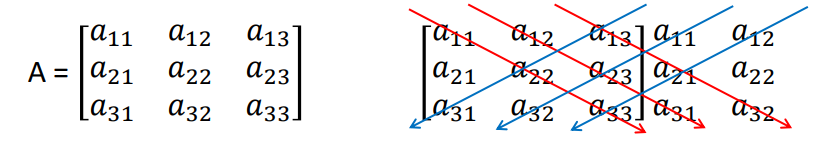 a₁₁ a₁₂ a₁₃ a₁₁ a₁₂ a₁₃ a₁₁ a₁₂
A = a₂₁ a₂₂ a₂₃ a₂₁ a₂₂ a₂₃ a₂₁ a₂₂
a₃₁ a₃₂ a₃₃ a₃₁ a₃₂ a₃₃ a₃₁ a₃₂